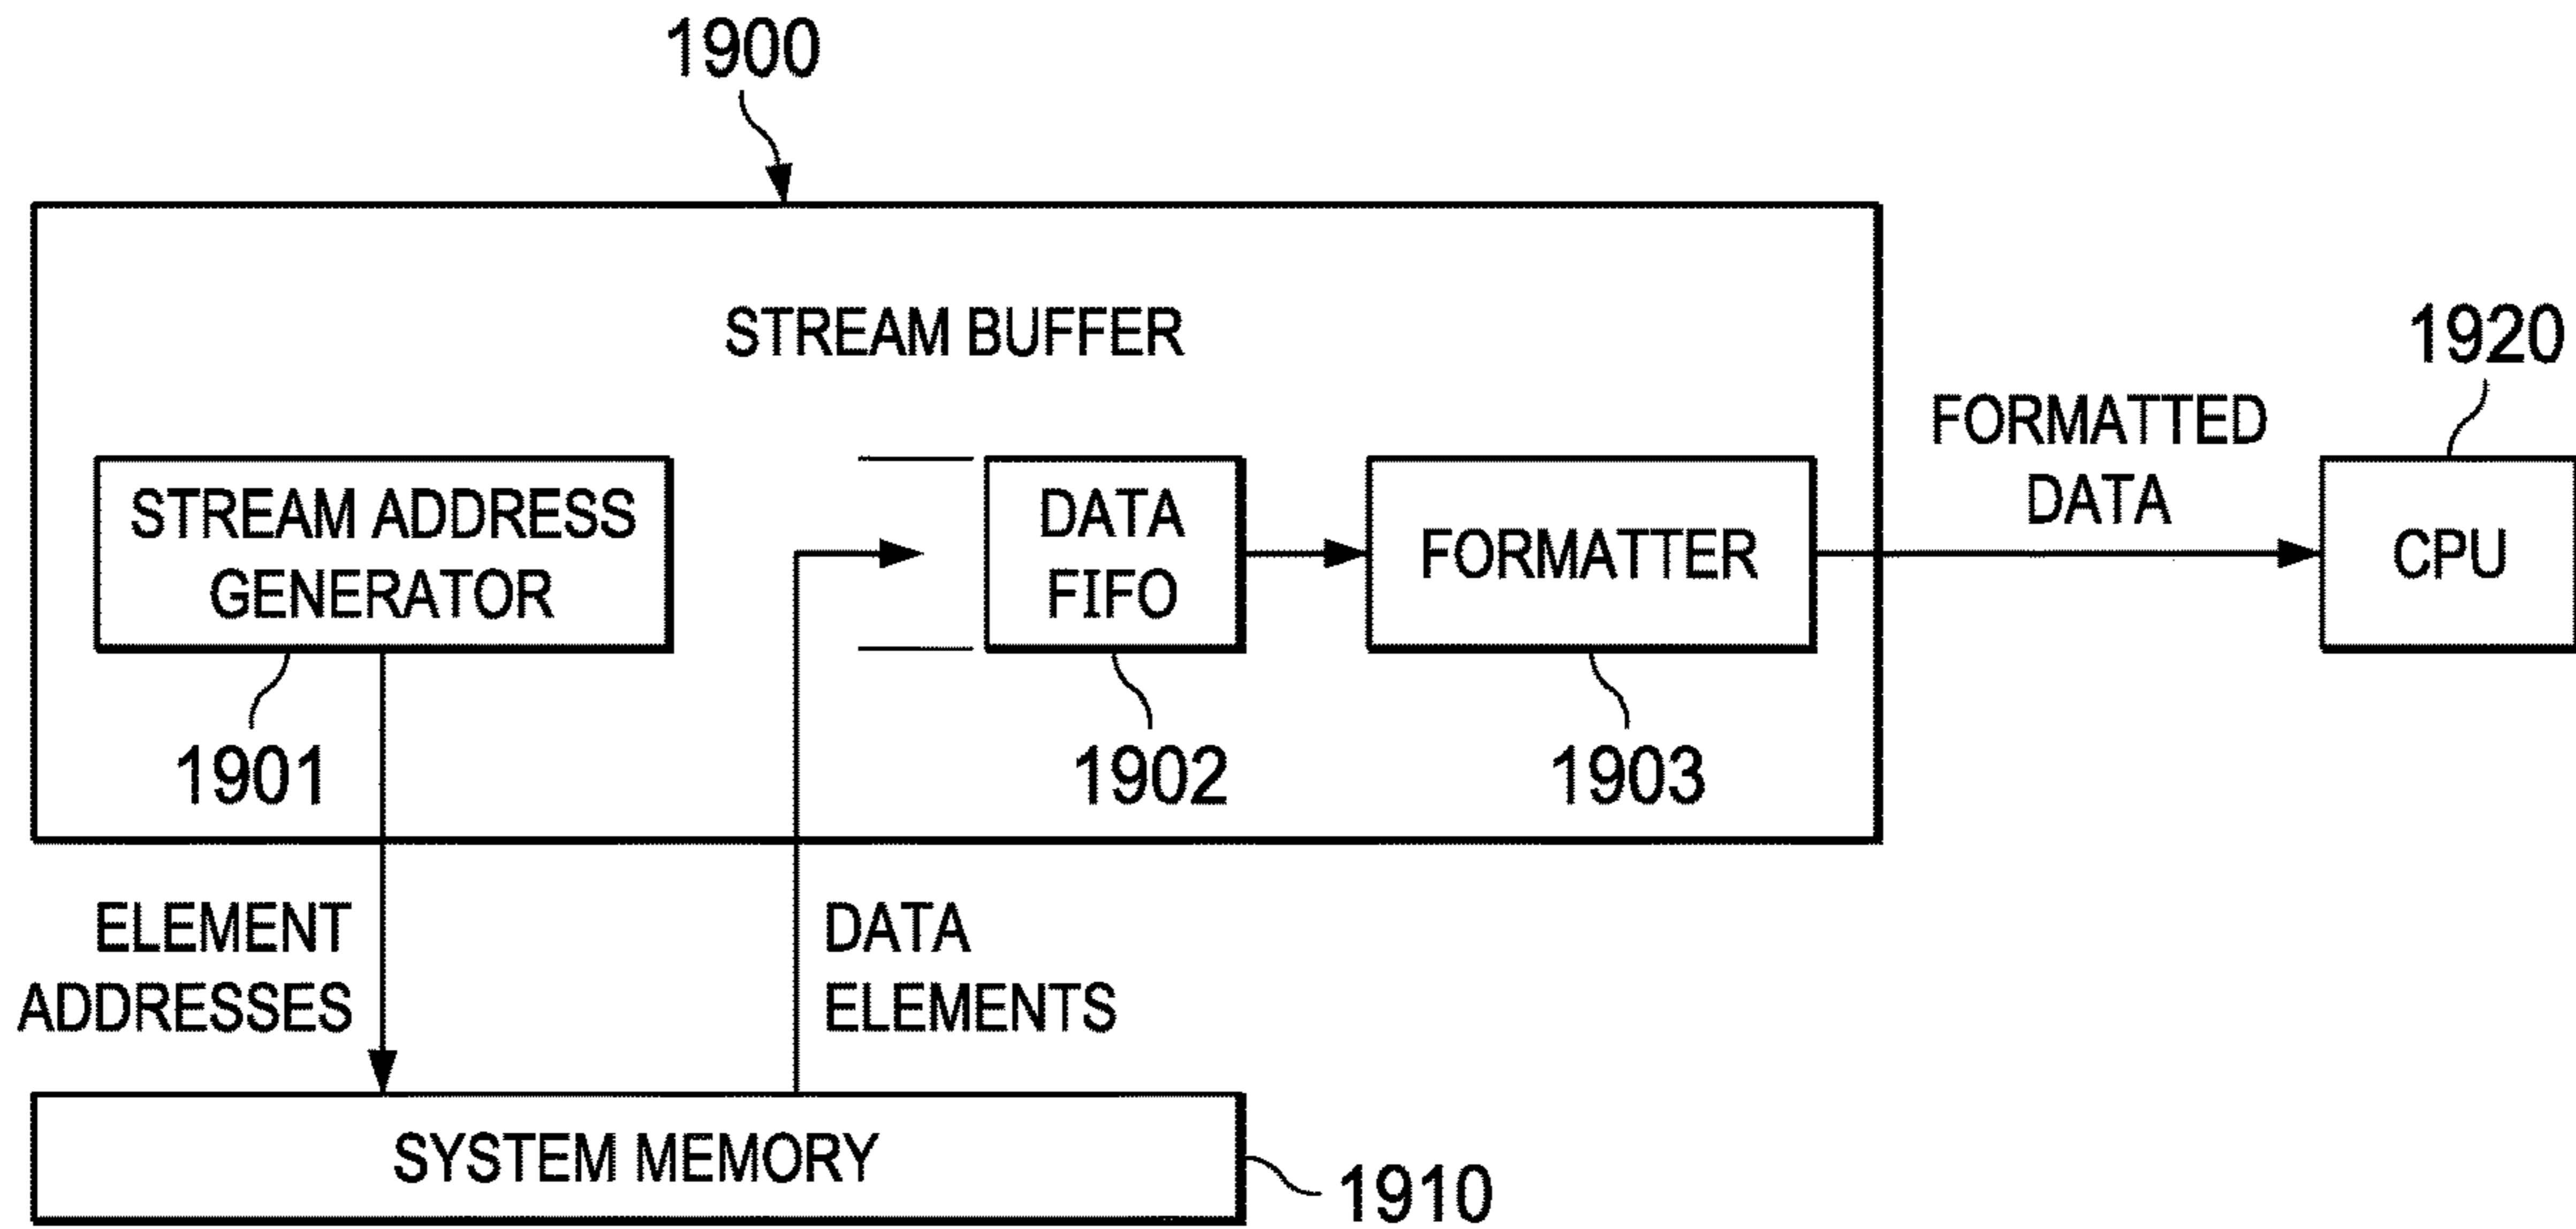 1900
STREAM BUFFER
1920
FORMATTED
DATA
STREAM ADDRESS
GENERATOR
DATA
FIFO
FORMATTER
CPU
1901
1902
1903
ELEMENT
ADDRESSES
DATA
ELEMENTS
SYSTEM MEMORY
1910